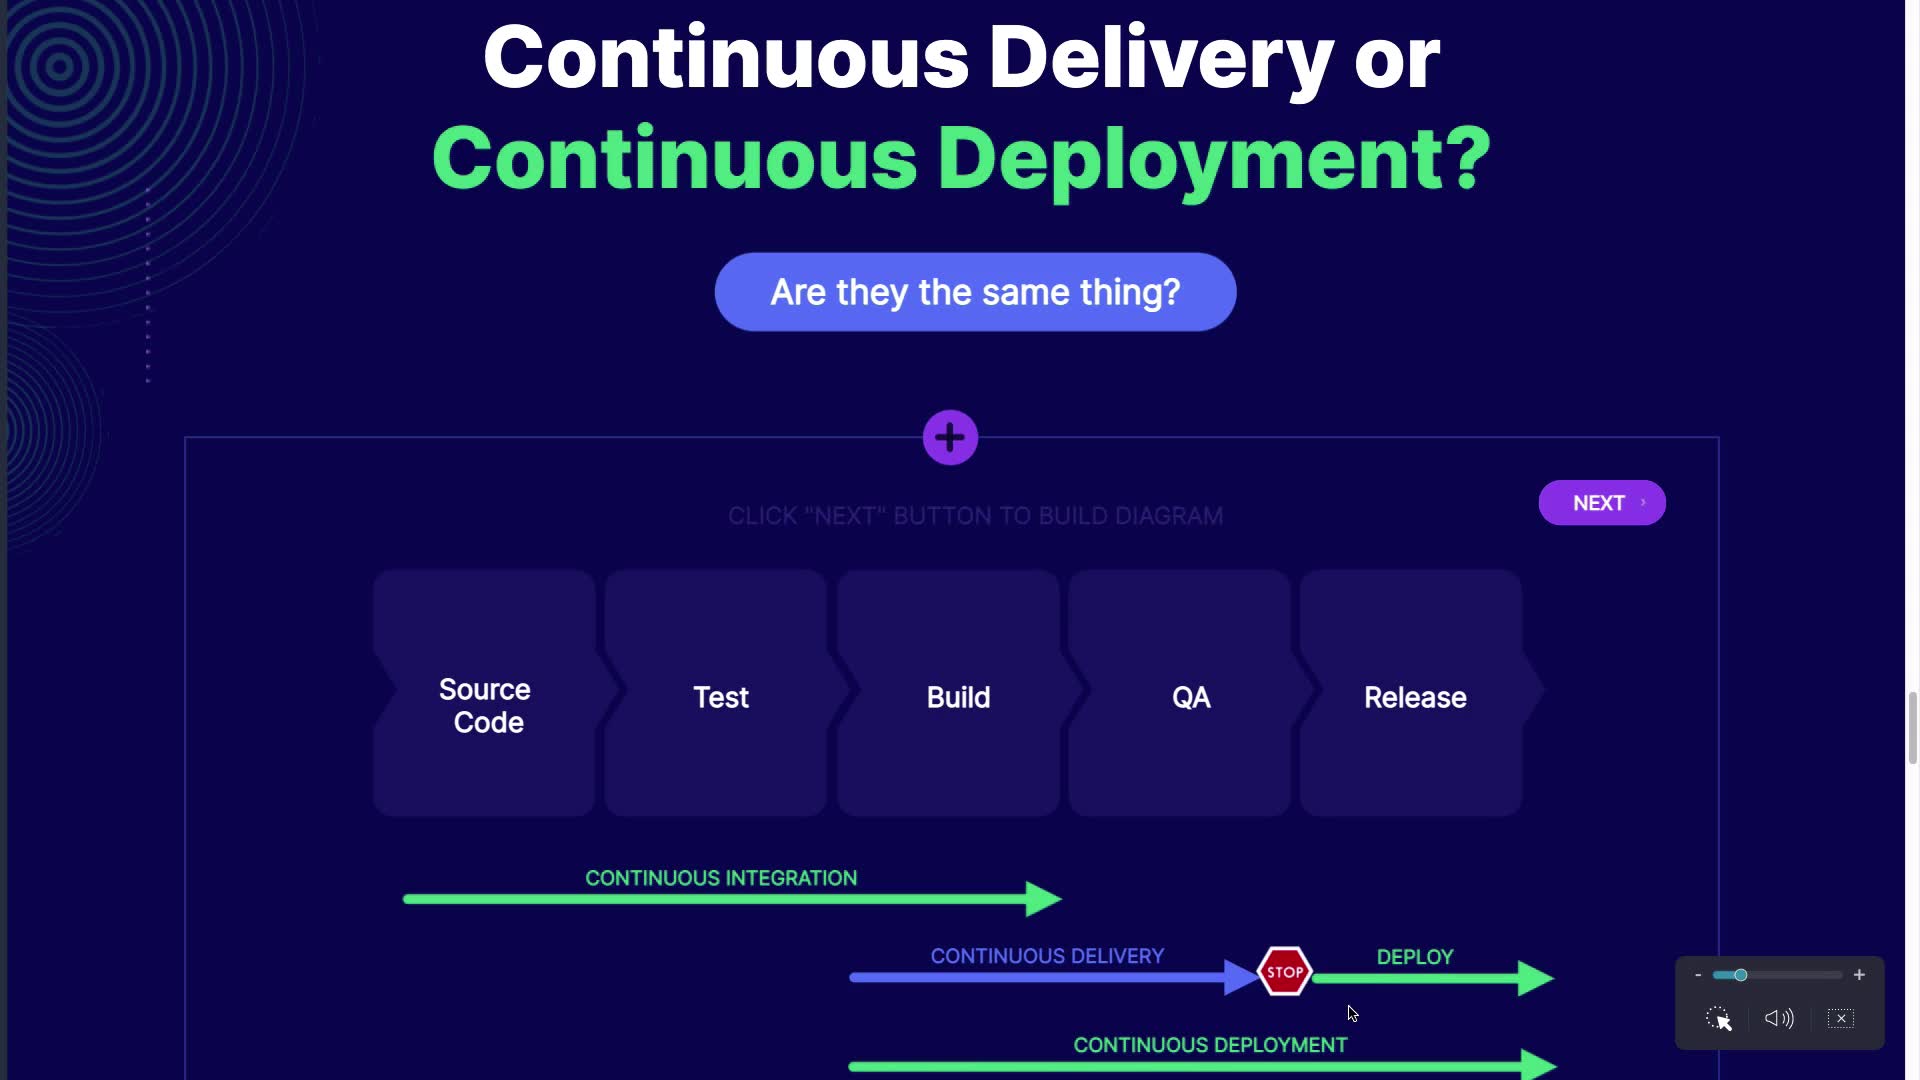 Continuous Delivery or
Continuous Deployment?
Are they the same thing?
NEXT
CLICK "NEXT" BUTTON TO BUILD DIAGRAM
Source
Code
Test
Build
QA
Release
CONTINUOUS INTEGRATION
CONTINUOUS DELIVERY
STOP
DEPLOY
CONTINUOUS DEPLOYMENT